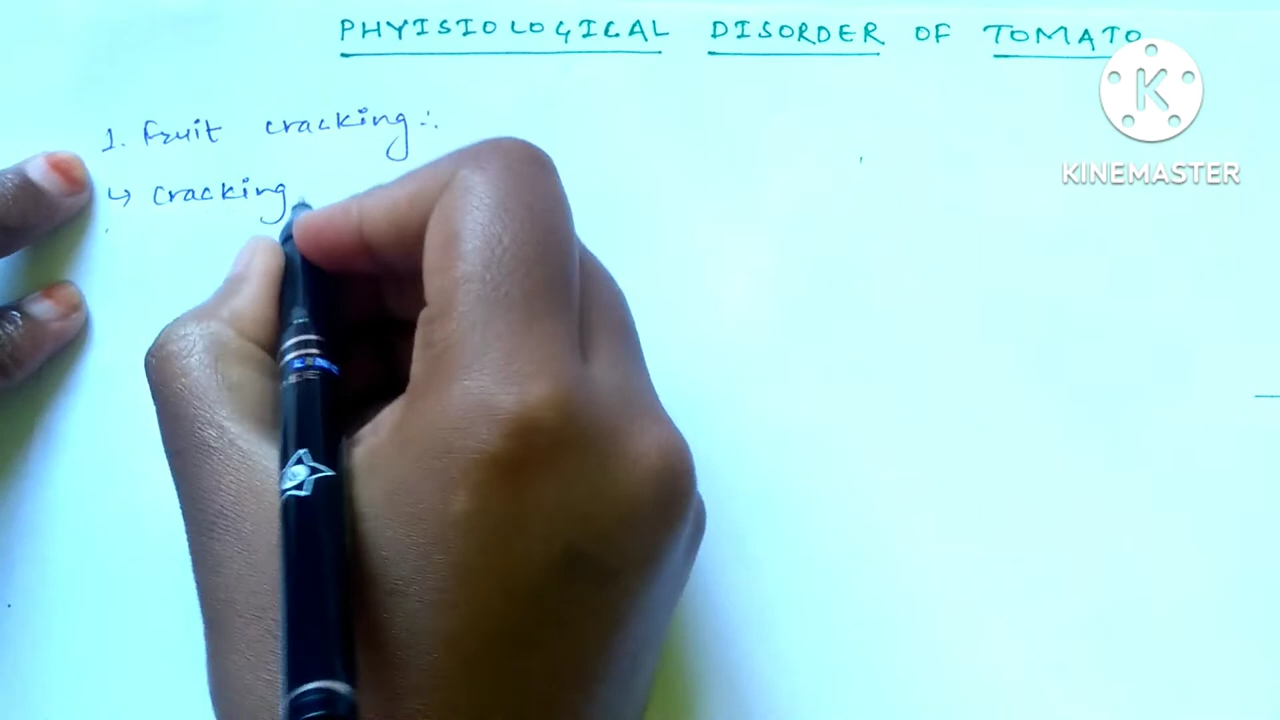 PHYISIOLOGICAL DISORDER OF TOMATO
1. Fruit cracking :-
↳ cracking
K
KINEMASTER